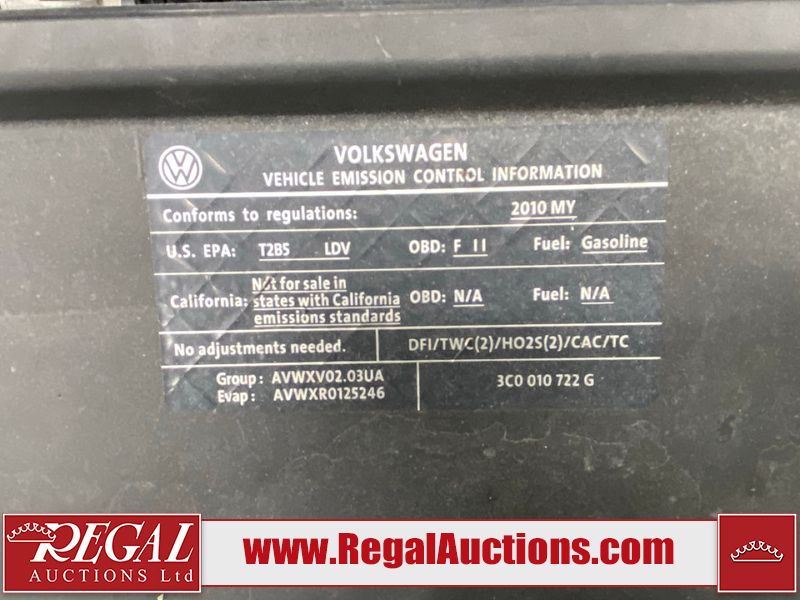 VOLKSWAGEN
VEHICLE EMISSION CONTROL INFORMATION
Conforms to regulations: 2010 MY
U.S. EPA: T2B5 LDV OBD: F II Fuel: Gasoline
California: Not for sale in states with California emissions standards OBD: N/A Fuel: N/A
No adjustments needed. DFI/TWC(2)/HO2S(2)/CAC/TC
Group: AVWXV02.03UA
Evap: AVWXR0125246
3C0 010 722 G
REGAL
AUCTIONS Ltd
www.RegalAuctions.com